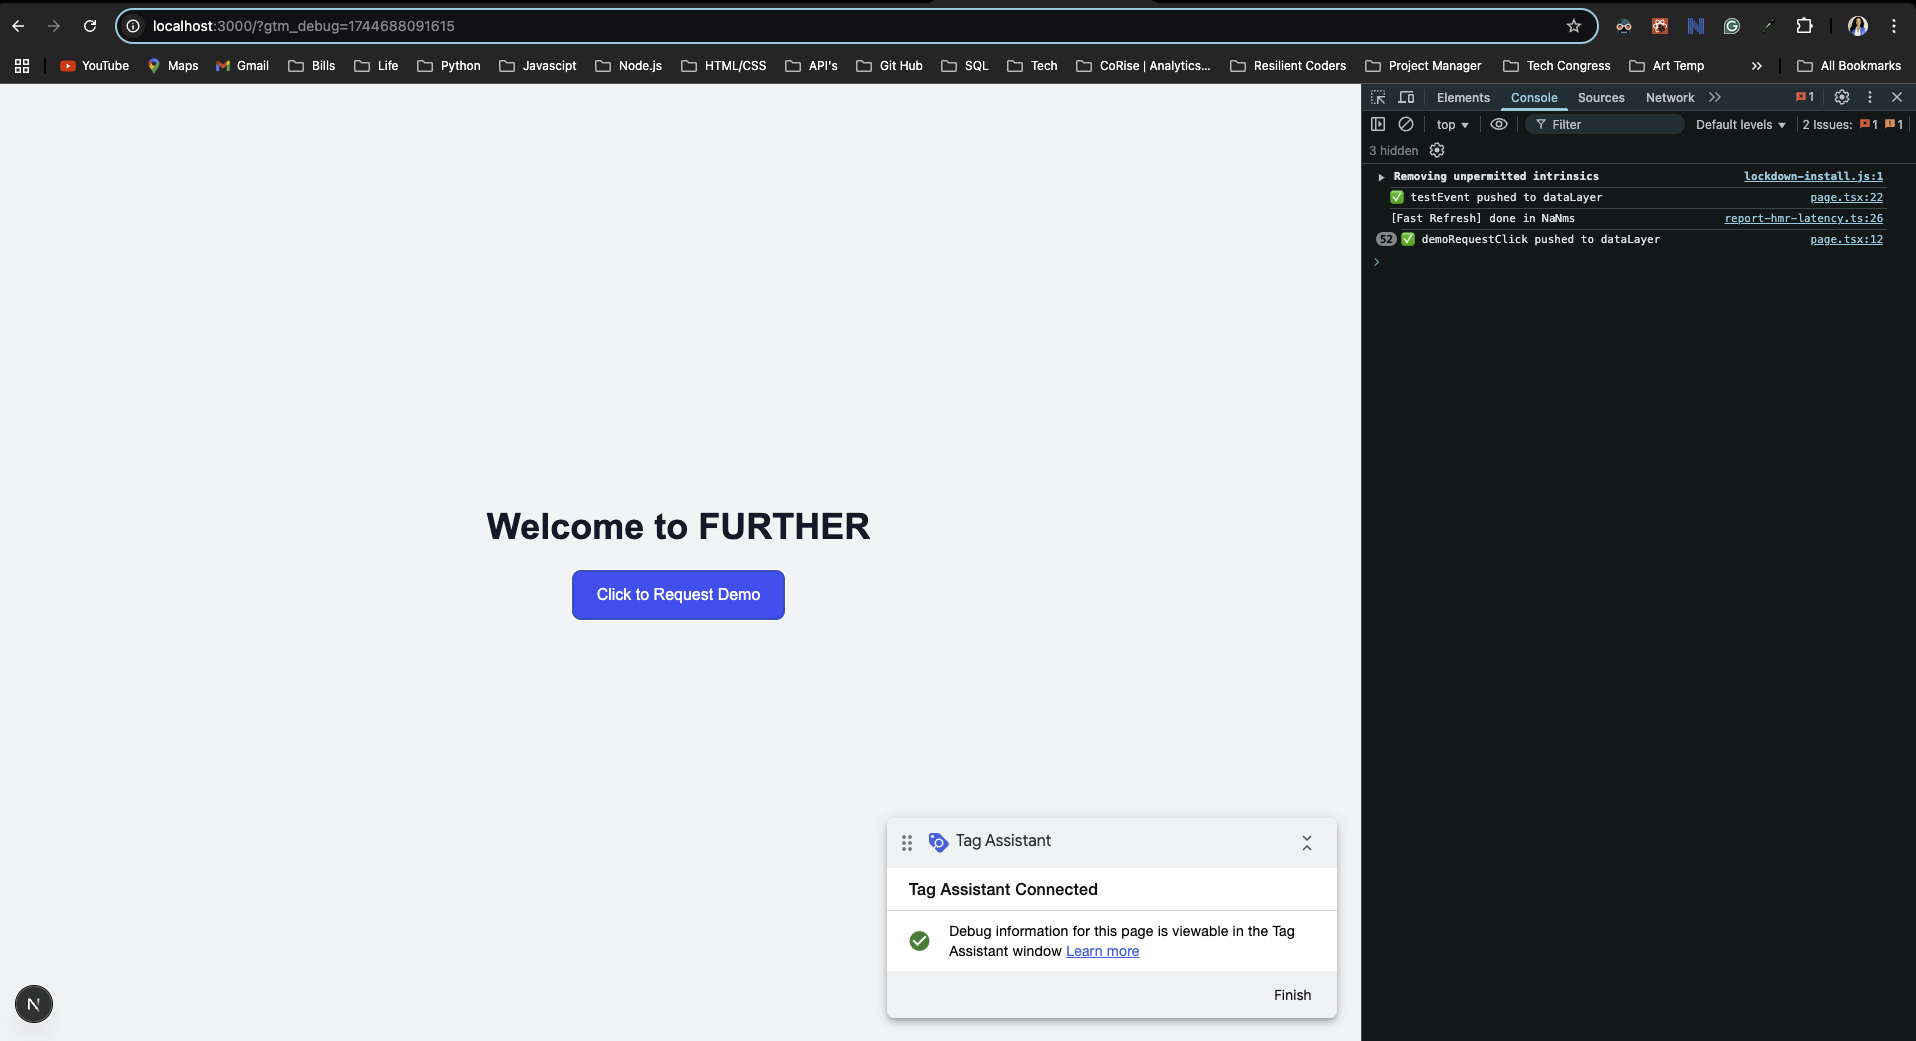 localhost:3000/?gtm_debug=1744688091615
YouTube Maps Gmail Bills Life Python Javascipt Node.js HTML/CSS API's Git Hub SQL Tech CoRise | Analytics... Resilient Coders Project Manager Tech Congress Art Temp » All Bookmarks
Elements Console Sources Network » 1
top Filter Default levels 2 Issues: 1 1
3 hidden
Removing unpermitted intrinsics lockdown-install.js:1
✅ testEvent pushed to dataLayer page.tsx:22
[Fast Refresh] done in NaNms report-hmr-latency.ts:26
52 ✅ demoRequestClick pushed to dataLayer page.tsx:12
>
Welcome to FURTHER
Click to Request Demo
Tag Assistant
Tag Assistant Connected
Debug information for this page is viewable in the Tag
Assistant window Learn more
Finish
N